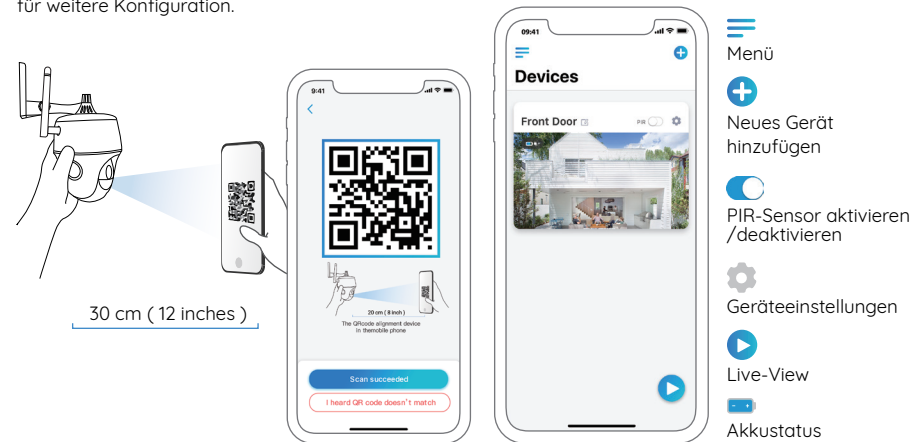 für weitere Konfiguration.
30 cm ( 12 inches )
9:41
20 cm ( 8 inch )
The QRcode alignment device
in themobile phone
Scan succeeded
I heard QR code doesn't match
09:41
Devices
Front Door
PIR
Menü
Neues Gerät
hinzufügen
PIR-Sensor aktivieren
/deaktivieren
Geräteeinstellungen
Live-View
Akkustatus